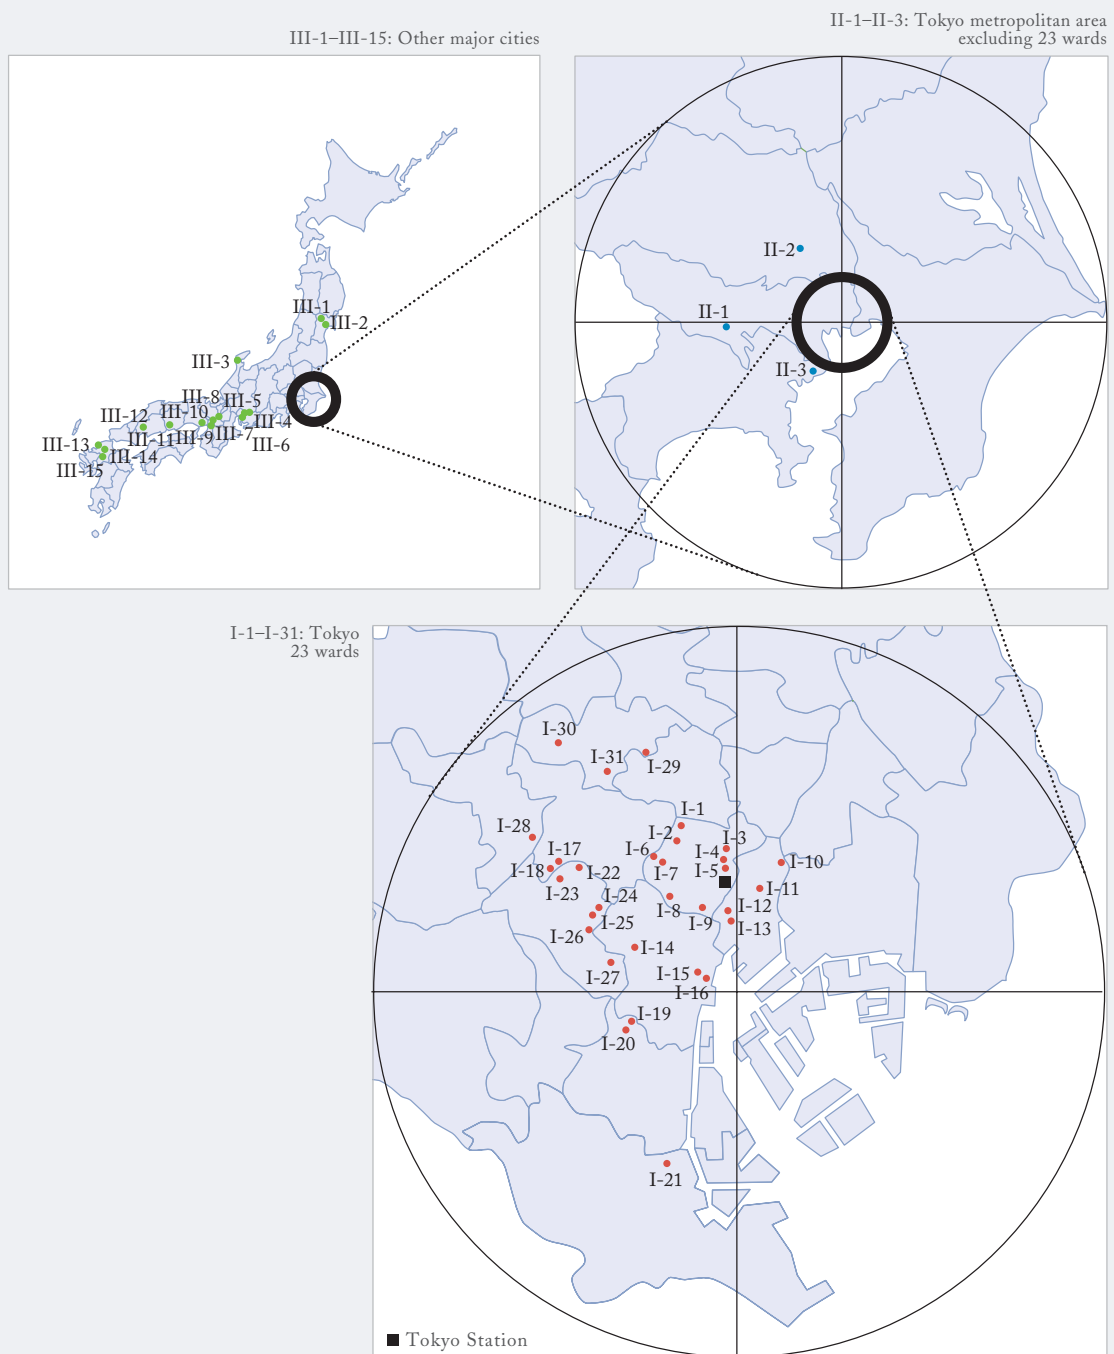 III-1–III-15: Other major cities
II-1–II-3: Tokyo metropolitan area
excluding 23 wards
III-1
III-2
III-3
III-8
III-5
III-12
III-10
III-4
III-13
III-11
III-9
III-7
III-6
III-14
III-15
II-2
II-1
II-3
I-1–I-31: Tokyo
23 wards
I-30
I-31
I-29
I-1
I-28
I-2
I-3
I-17
I-6
I-4
I-10
I-18
I-22
I-7
I-5
I-23
I-11
I-24
I-8
I-12
I-25
I-9
I-13
I-26
I-14
I-27
I-15
I-16
I-19
I-20
I-21
Tokyo Station